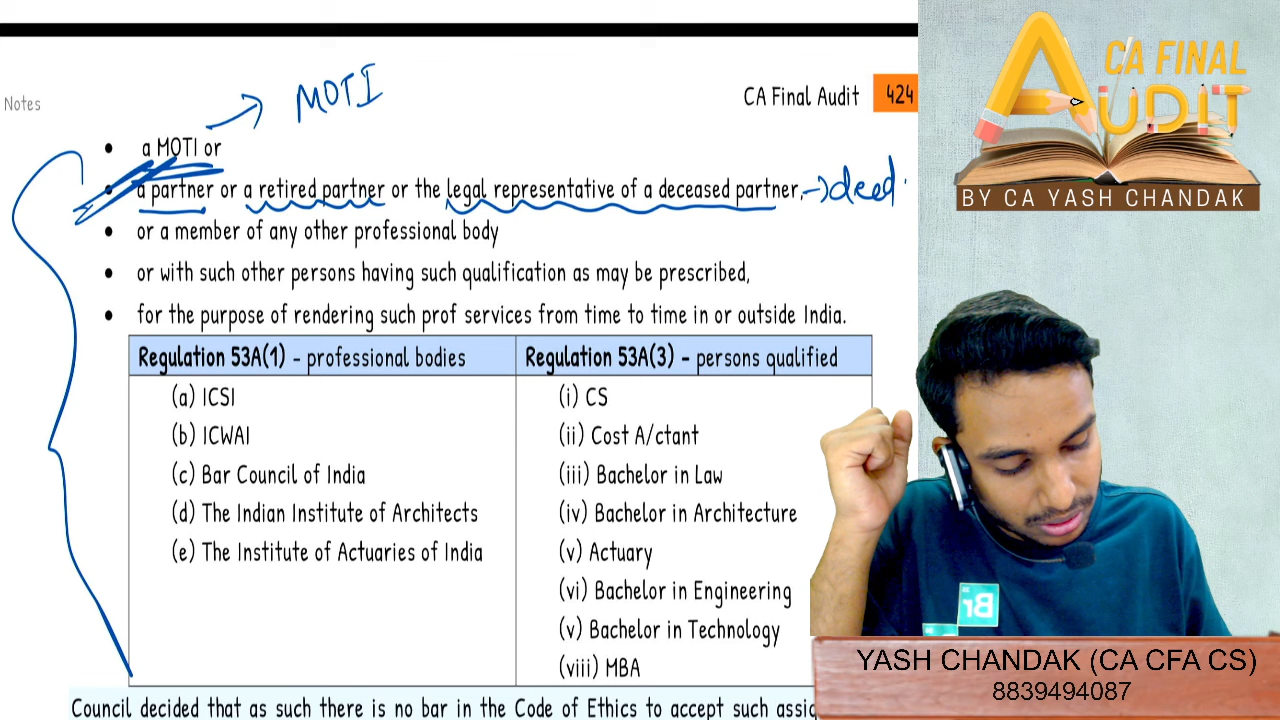 MOTI
Notes
CA Final Audit 424
• a MOTI or
• a partner or a retired partner or the legal representative of a deceased partner, → deed.
• or a member of any other professional body
• or with such other persons having such qualification as may be prescribed,
• for the purpose of rendering such prof services from time to time in or outside India.
Regulation 53A(1) – professional bodies
(a) ICSI
(b) ICWAI
(c) Bar Council of India
(d) The Indian Institute of Architects
(e) The Institute of Actuaries of India
Regulation 53A(3) – persons qualified
(i) CS
(ii) Cost A/ctant
(iii) Bachelor in Law
(iv) Bachelor in Architecture
(v) Actuary
(vi) Bachelor in Engineering
(v) Bachelor in Technology
(viii) MBA
Council decided that as such there is no bar in the Code of Ethics to accept such
CA FINAL
AUDIT
BY CA YASH CHANDAK
Br
YASH CHANDAK (CA CFA CS)
8839494087